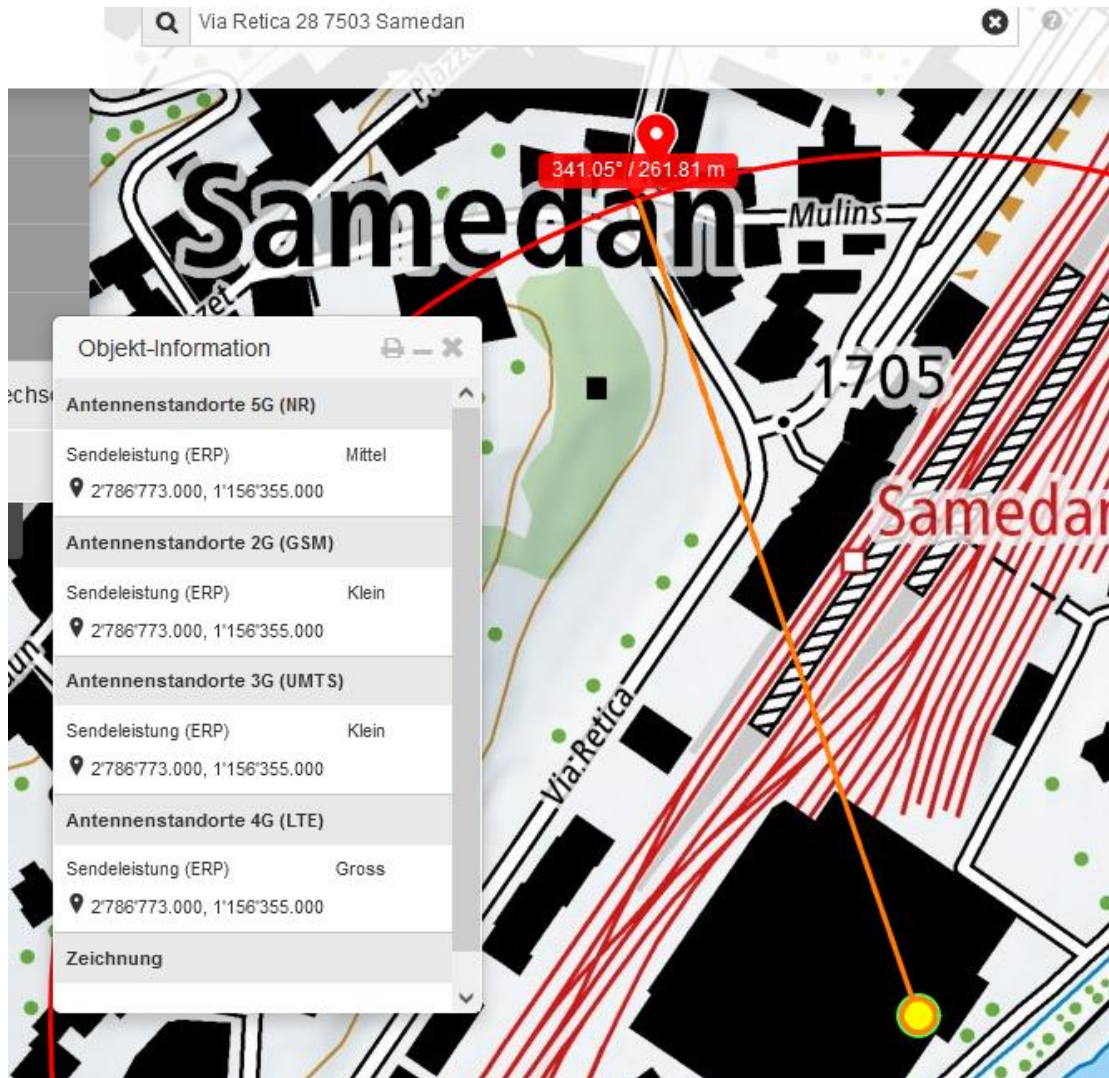 Via Retica 28 7503 Samedan
Plazzet
341.05° / 261.81 m
Samedan
Mulins
1705
Objekt-Information
Antennenstandorte 5G (NR)
Sendeleistung (ERP) Mittel
2'786'773.000, 1'156'355.000
Antennenstandorte 2G (GSM)
Sendeleistung (ERP) Klein
2'786'773.000, 1'156'355.000
Antennenstandorte 3G (UMTS)
Sendeleistung (ERP) Klein
2'786'773.000, 1'156'355.000
Antennenstandorte 4G (LTE)
Sendeleistung (ERP) Gross
2'786'773.000, 1'156'355.000
Zeichnung
Samedan
Via Retica